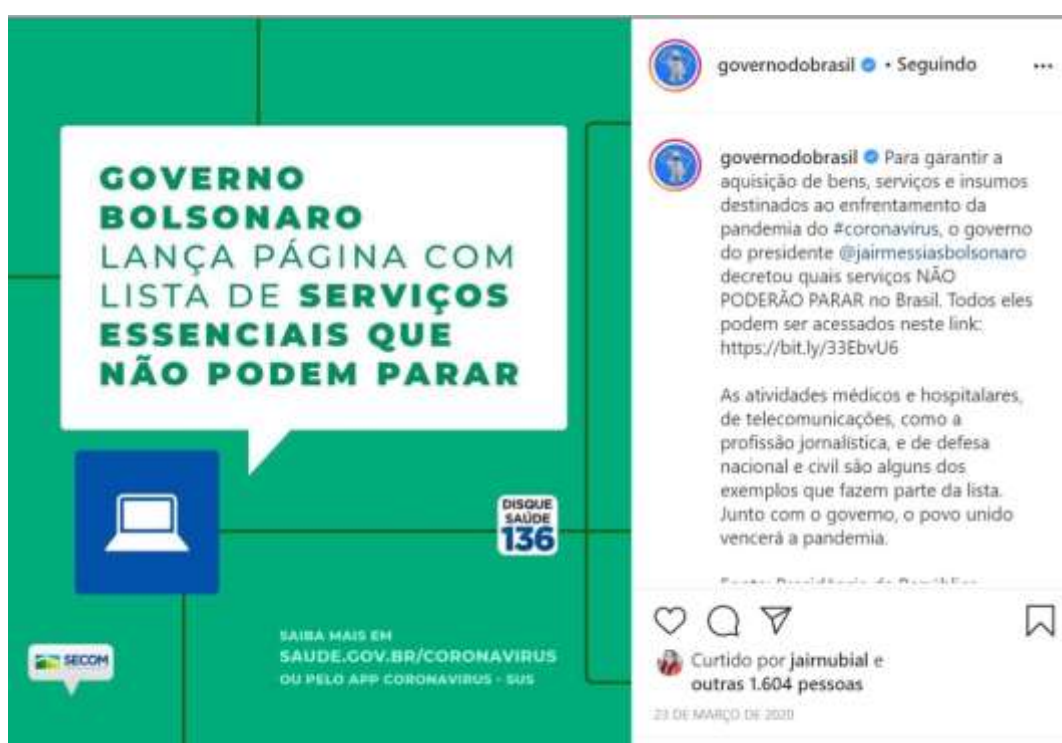 GOVERNO
BOLSONARO
LANÇA PÁGINA COM
LISTA DE SERVIÇOS
ESSENCIAIS QUE
NÃO PODEM PARAR
DISQUE
SAÚDE
136
SECOM
SAIBA MAIS EM
SAUDE.GOV.BR/CORONAVIRUS
OU PELO APP CORONAVIRUS - SUS
governodobrasil • Seguindo
governodobrasil Para garantir a
aquisição de bens, serviços e insumos
destinados ao enfrentamento da
pandemia do #coronavirus, o governo
do presidente @jairmessiasbolsonaro
decretou quais serviços NÃO
PODERÃO PARAR no Brasil. Todos eles
podem ser acessados neste link:
https://bit.ly/33EbvU6
As atividades médicos e hospitalares,
de telecomunicações, como a
profissão jornalística, e de defesa
nacional e civil são alguns dos
exemplos que fazem parte da lista.
Junto com o governo, o povo unido
vencerá a pandemia.
Curtido por jairnubial e
outras 1.604 pessoas
23 DE MARÇO DE 2020